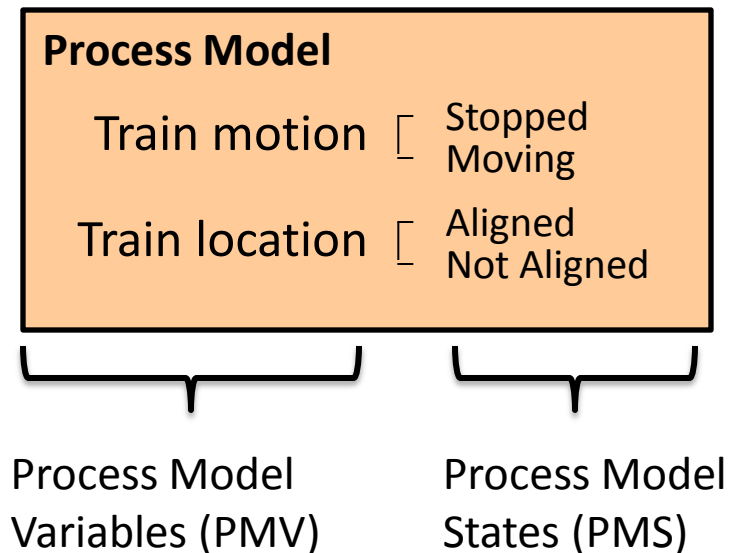 Process Model
Train motion
Stopped
Moving
Train location
Aligned
Not Aligned
Process Model
Variables (PMV)
Process Model
States (PMS)